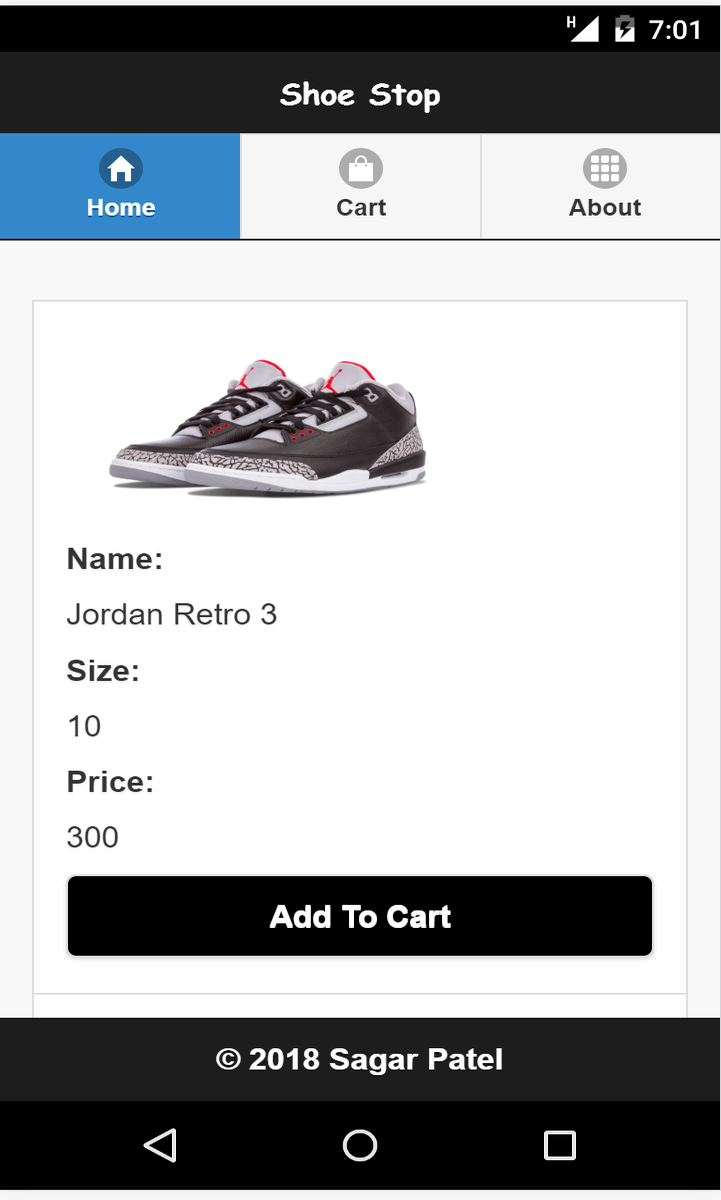 H 7:01
Shoe Stop
Home Cart About
Name:
Jordan Retro 3
Size:
10
Price:
300
Add To Cart
© 2018 Sagar Patel